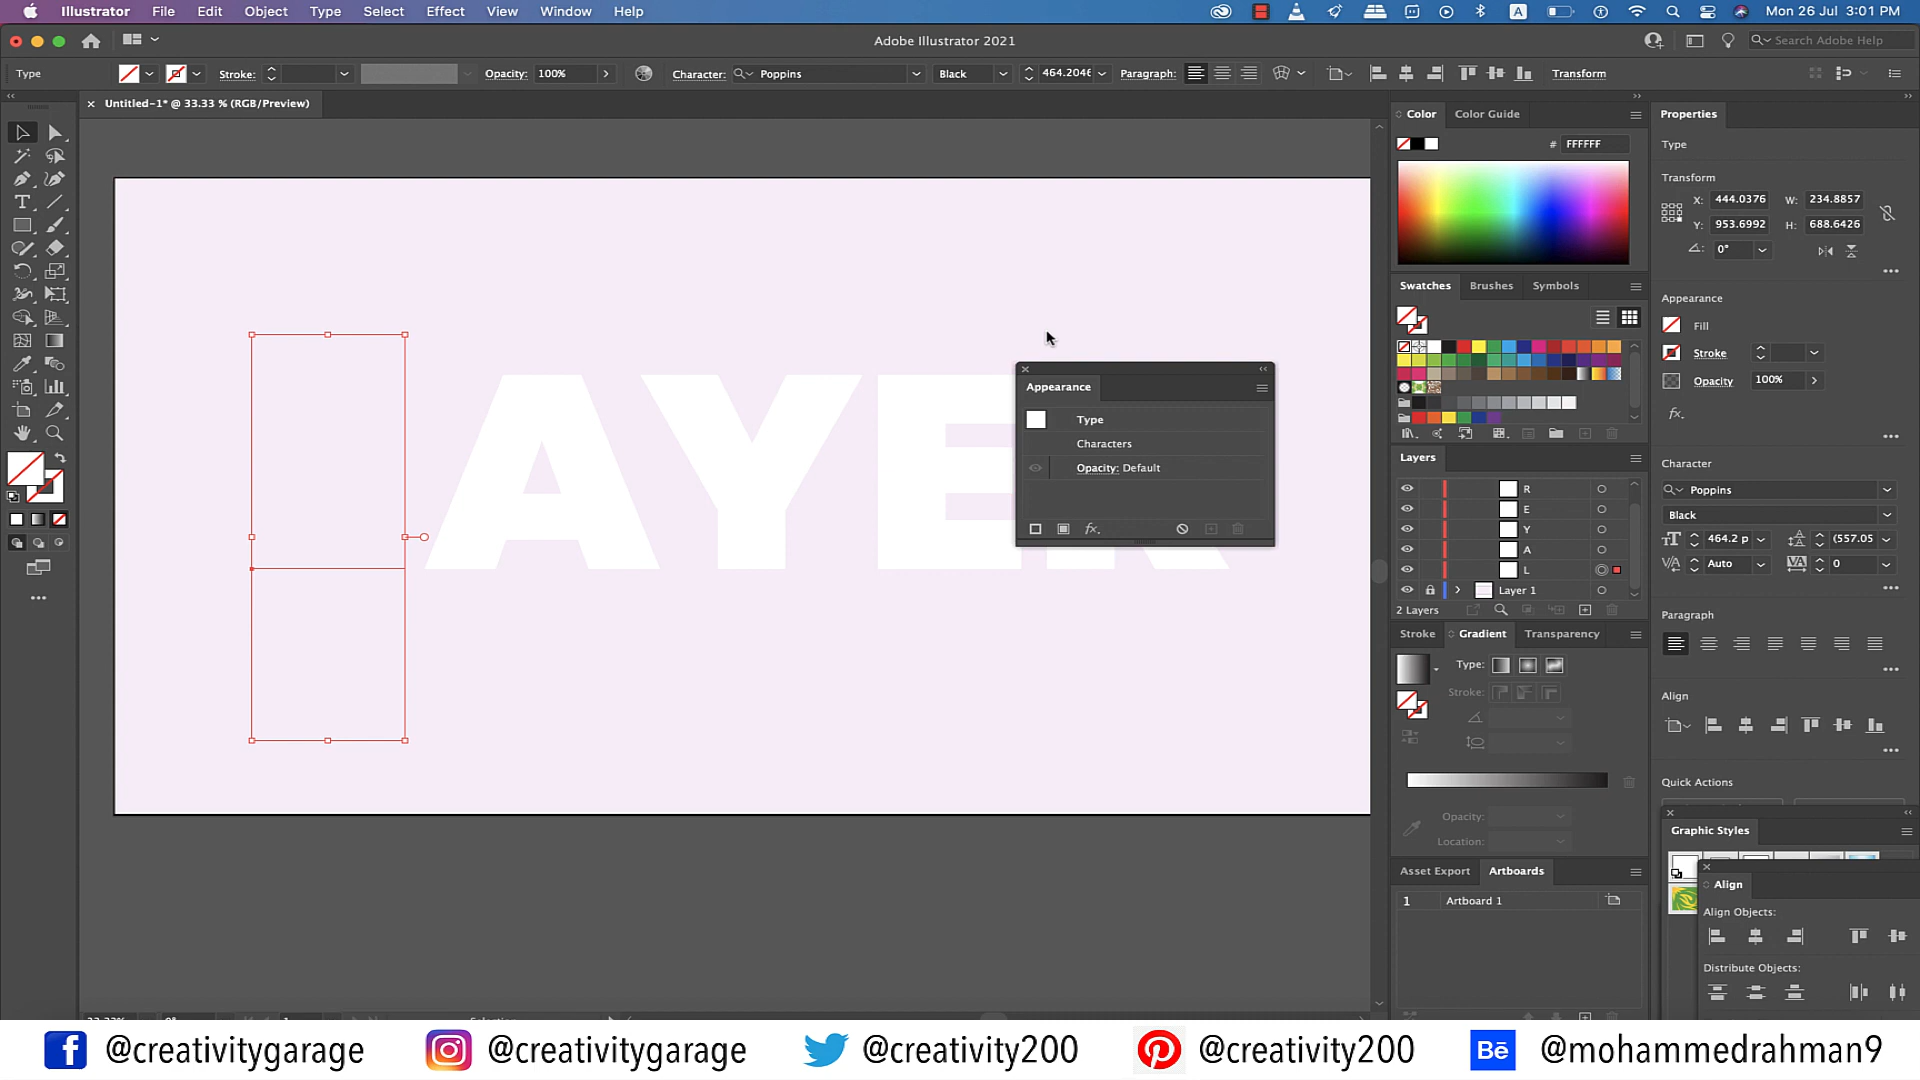 Illustrator File Edit Object Type Select Effect View Window Help
A
Mon 26 Jul 3:01 PM
Adobe Illustrator 2021
Search Adobe Help
Type Stroke: Opacity: 100% Character: Poppins Black 464.2046 Paragraph: Transform
Untitled-1* @ 33.33 % (RGB/Preview)
AYER
Appearance
Type
Characters
Opacity: Default
fx.
Color Color Guide
# FFFFFF
Swatches Brushes Symbols
Layers
R
E
Y
A
L
Layer 1
2 Layers
Stroke Gradient Transparency
Type:
Stroke:
Opacity:
Location:
Asset Export Artboards
1 Artboard 1
Properties
Type
Transform
X: 444.0376 W: 234.8857
Y: 953.6992 H: 688.6426
0°
Appearance
Fill
Stroke
Opacity 100%
fx.
Character
Poppins
Black
464.2 p (557.05
Auto 0
Paragraph
Align
Quick Actions
Graphic Styles
Align
Align Objects:
Distribute Objects:
@creativitygarage @creativitygarage @creativity200 @creativity200 Bē @mohammedrahman9